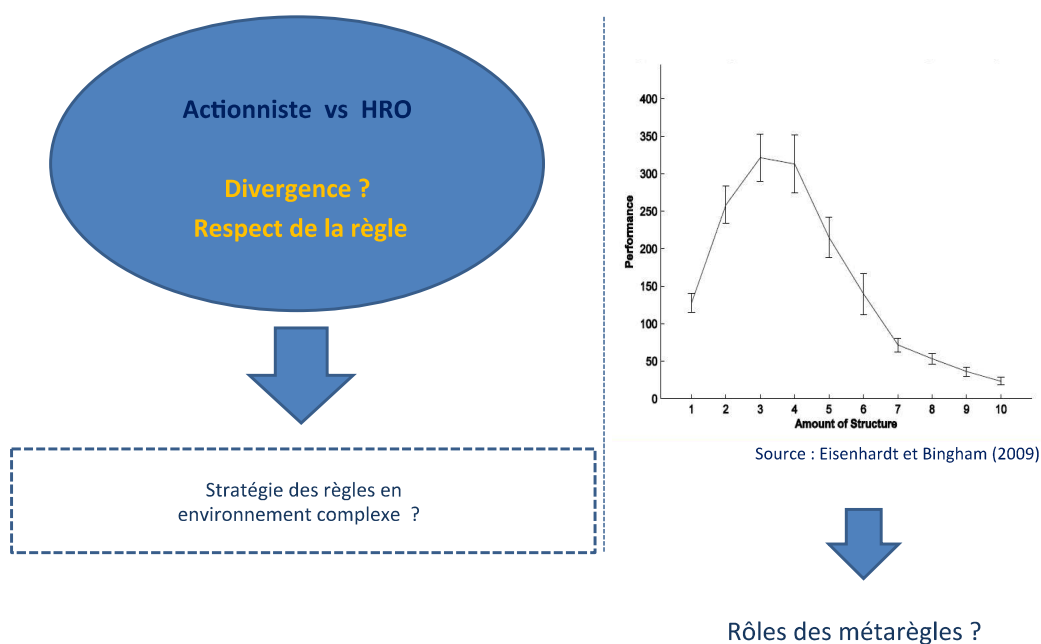 Actionniste vs HRO
Divergence ?
Respect de la règle
Stratégie des règles en
environnement complexe ?
Performance
400
350
300
250
200
150
100
50
0
1 2 3 4 5 6 7 8 9 10
Amount of Structure
Source : Eisenhardt et Bingham (2009)
Rôles des métarègles ?